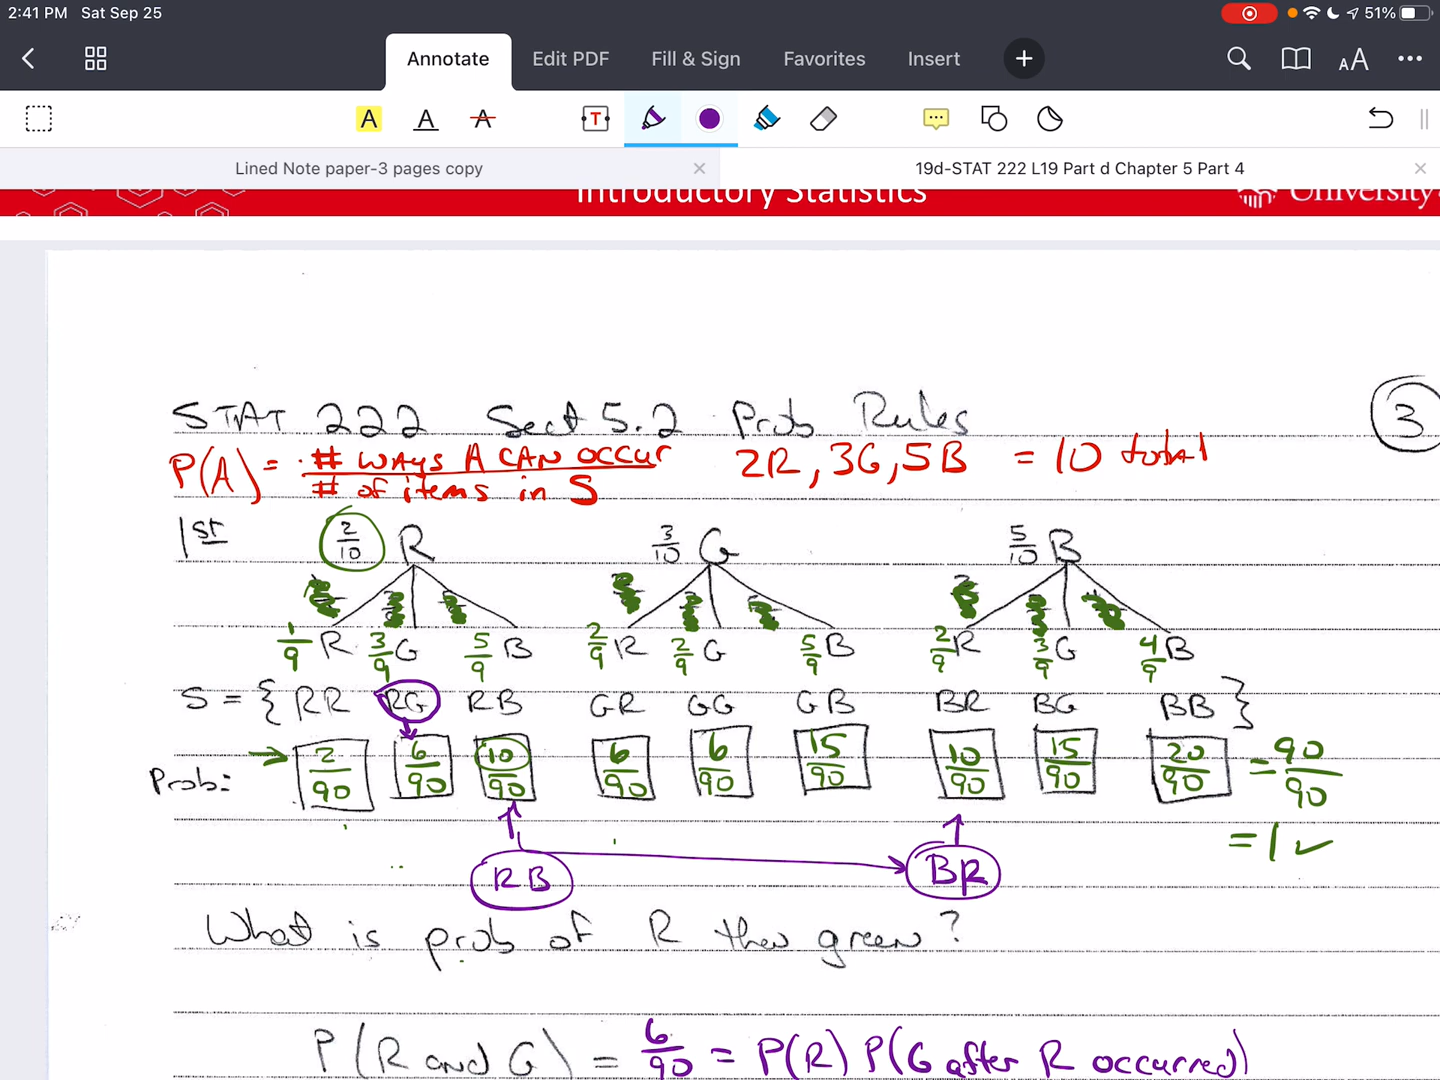 2:41 PM Sat Sep 25 51%
Annotate Edit PDF Fill & Sign Favorites Insert
A A A T AA
Lined Note paper-3 pages copy 19d-STAT 222 L19 Part d Chapter 5 Part 4
Introductory Statistics University
STAT 222 Sect 5.2 Prob Rules 3
P(A) = # ways A can occur / # of items in S 2R, 3G, 5B = 10 total
1st 2/10 R 3/10 G 5/10 B
1/9 R 3/9 G 5/9 B 2/9 R 2/9 G 5/9 B 2/9 R 3/9 G 4/9 B
S = { RR RG RB GR GG GB BR BG BB }
Prob: 2/90 6/90 10/90 6/90 6/90 15/90 10/90 15/90 20/90 = 90/90
= 1 ✓
RB BR
What is prob of R then green?
P(R and G) = 6/90 = P(R) P(G after R occurred)